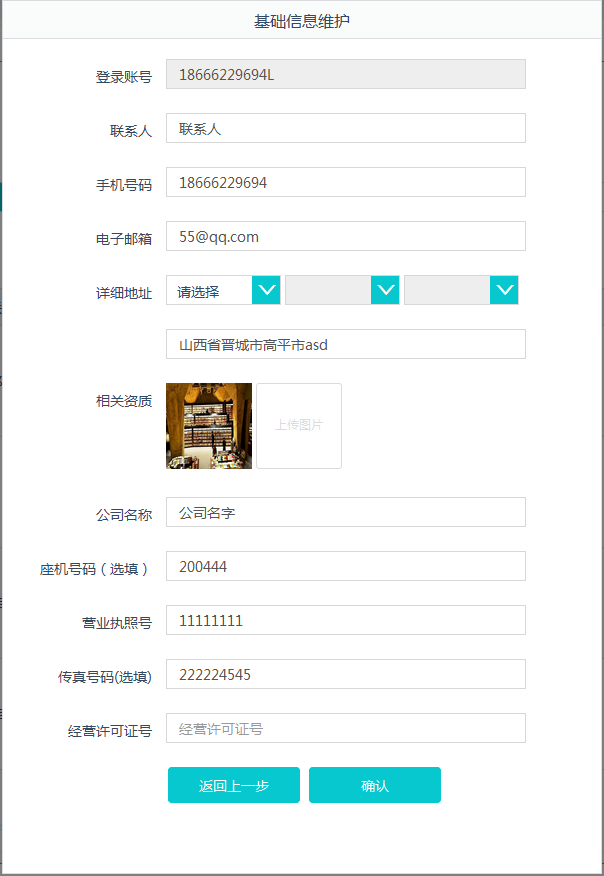 基础信息维护
登录账号 18666229694L
联系人 联系人
手机号码 18666229694
电子邮箱 55@qq.com
详细地址 请选择
山西省晋城市高平市asd
相关资质 上传图片
公司名称 公司名字
座机号码（选填） 200444
营业执照号 11111111
传真号码(选填) 222224545
经营许可证号 经营许可证号
返回上一步 确认